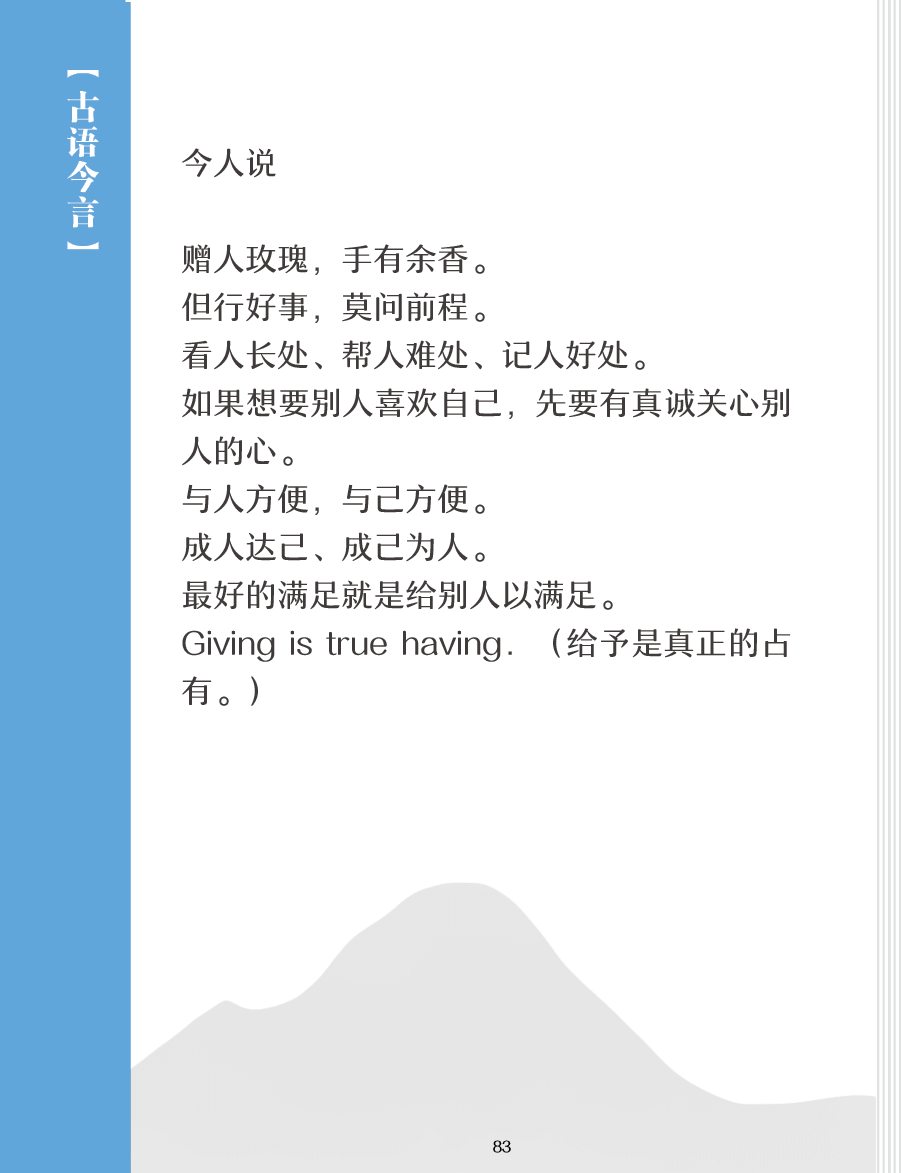 【古语今言】
今人说
赠人玫瑰，手有余香。
但行好事，莫问前程。
看人长处、帮人难处、记人好处。
如果想要别人喜欢自己，先要有真诚关心别
人的心。
与人方便，与己方便。
成人达己、成己为人。
最好的满足就是给别人以满足。
Giving is true having.（给予是真正的占
有。）
83